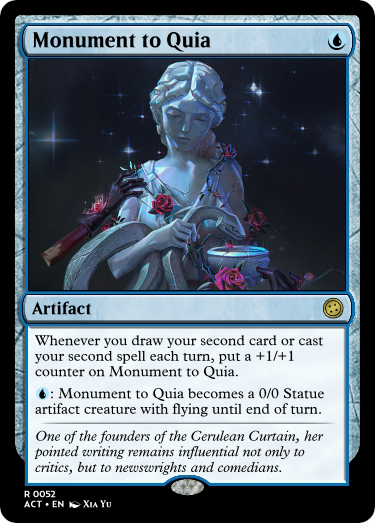 Monument to Quia
Artifact
Whenever you draw your second card or cast
your second spell each turn, put a +1/+1
counter on Monument to Quia.
: Monument to Quia becomes a 0/0 Statue
artifact creature with flying until end of turn.
One of the founders of the Cerulean Curtain, her
pointed writing remains influential not only to
critics, but to newswrights and comedians.
R 0052
ACT • EN Xia Yu